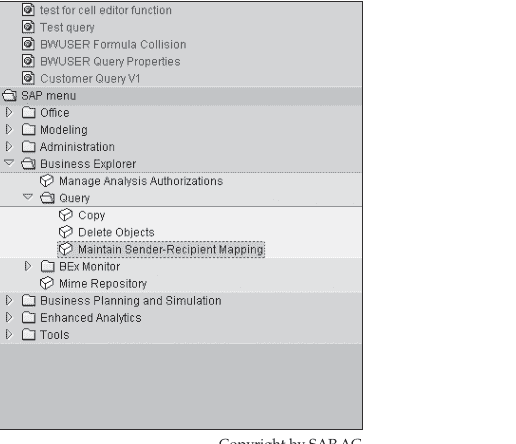 test for cell editor function
Test query
BWUSER Formula Collision
BWUSER Query Properties
Customer Query V1
SAP menu
Office
Modeling
Administration
Business Explorer
Manage Analysis Authorizations
Query
Copy
Delete Objects
Maintain Sender-Recipient Mapping
BEx Monitor
Mime Repository
Business Planning and Simulation
Enhanced Analytics
Tools
Copyright by SAP AG